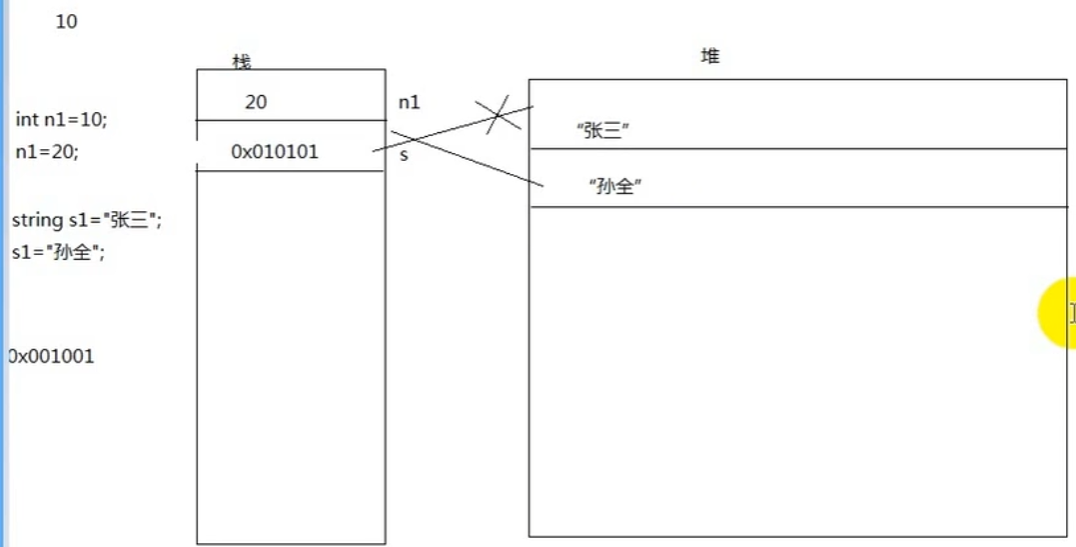 10
栈
堆
20
n1
int n1=10;
"张三"
n1=20;
0x010101
s
"孙全"
string s1="张三";
s1="孙全";
0x001001